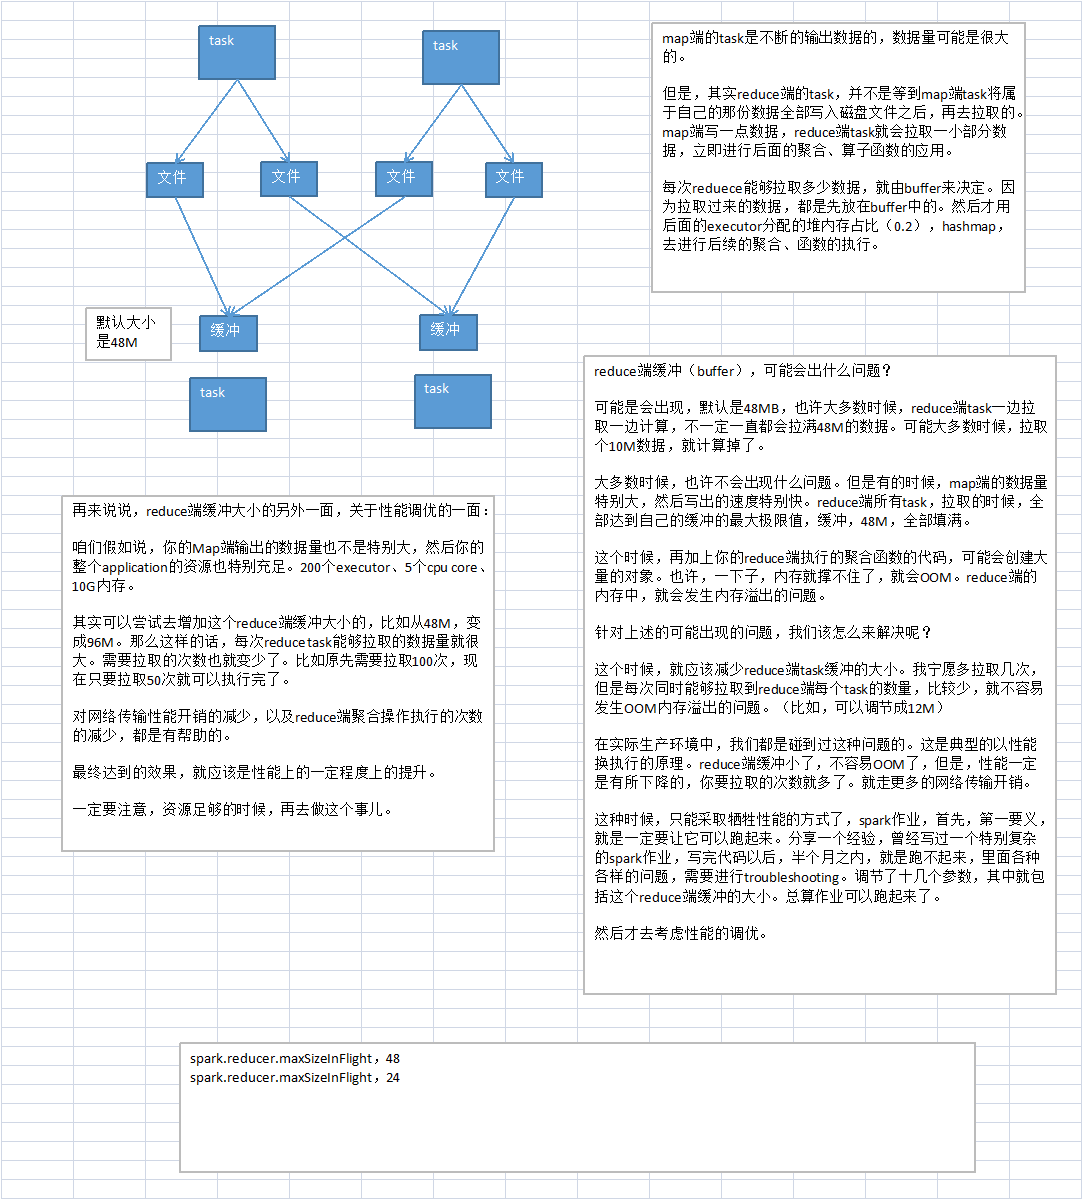 task
task
文件
文件
文件
文件
默认大小
是48M
缓冲
缓冲
task
task
map端的task是不断的输出数据的，数据量可能是很大
的。
但是，其实reduce端的task，并不是等到map端task将属
于自己的那份数据全部写入磁盘文件之后，再去拉取的。
map端写一点数据，reduce端task就会拉取一小部分数
据，立即进行后面的聚合、算子函数的应用。
每次reduece能够拉取多少数据，就由buffer来决定。因
为拉取过来的数据，都是先放在buffer中的。然后才用
后面的executor分配的堆内存占比（0.2），hashmap，
去进行后续的聚合、函数的执行。
reduce端缓冲（buffer），可能会出什么问题？
可能是会出现，默认是48MB，也许大多数时候，reduce端task一边拉
取一边计算，不一定一直都会拉满48M的数据。可能大多数时候，拉取
个10M数据，就计算掉了。
大多数时候，也许不会出现什么问题。但是有的时候，map端的数据量
特别大，然后写出的速度特别快。reduce端所有task，拉取的时候，全
部达到自己的缓冲的最大极限值，缓冲，48M，全部填满。
这个时候，再加上你的reduce端执行的聚合函数的代码，可能会创建大
量的对象。也许，一下子，内存就撑不住了，就会OOM。reduce端的
内存中，就会发生内存溢出的问题。
针对上述的可能出现的问题，我们该怎么来解决呢？
这个时候，就应该减少reduce端task缓冲的大小。我宁愿多拉取几次，
但是每次同时能够拉取到reduce端每个task的数量，比较少，就不容易
发生OOM内存溢出的问题。（比如，可以调节成12M）
在实际生产环境中，我们都是碰到过这种问题的。这是典型的以性能
换执行的原理。reduce端缓冲小了，不容易OOM了，但是，性能一定
是有所下降的，你要拉取的次数就多了。就走更多的网络传输开销。
这种时候，只能采取牺牲性能的方式了，spark作业，首先，第一要义，
就是一定要让它可以跑起来。分享一个经验，曾经写过一个特别复杂
的spark作业，写完代码以后，半个月之内，就是跑不起来，里面各种
各样的问题，需要进行troubleshooting。调节了十几个参数，其中就包
括这个reduce端缓冲的大小。总算作业可以跑起来了。
然后才去考虑性能的调优。
再来说说，reduce端缓冲大小的另外一面，关于性能调优的一面：
咱们假如说，你的Map端输出的数据量也不是特别大，然后你的
整个application的资源也特别充足。200个executor、5个cpu core、
10G内存。
其实可以尝试去增加这个reduce端缓冲大小的，比如从48M，变
成96M。那么这样的话，每次reduce task能够拉取的数据量就很
大。需要拉取的次数也就变少了。比如原先需要拉取100次，现
在只要拉取50次就可以执行完了。
对网络传输性能开销的减少，以及reduce端聚合操作执行的次数
的减少，都是有帮助的。
最终达到的效果，就应该是性能上的一定程度上的提升。
一定要注意，资源足够的时候，再去做这个事儿。
spark.reducer.maxSizeInFlight，48
spark.reducer.maxSizeInFlight，24